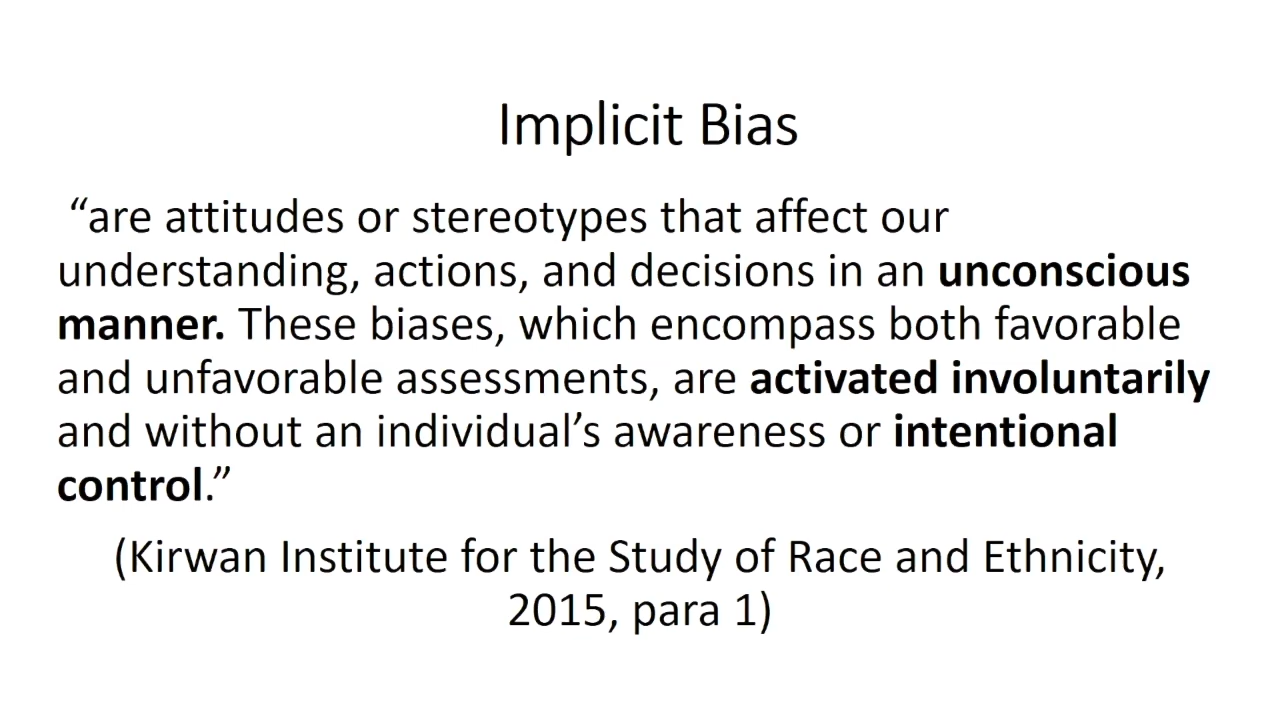 Implicit Bias
“are attitudes or stereotypes that affect our
understanding, actions, and decisions in an unconscious
manner. These biases, which encompass both favorable
and unfavorable assessments, are activated involuntarily
and without an individual’s awareness or intentional
control.”
(Kirwan Institute for the Study of Race and Ethnicity,
2015, para 1)